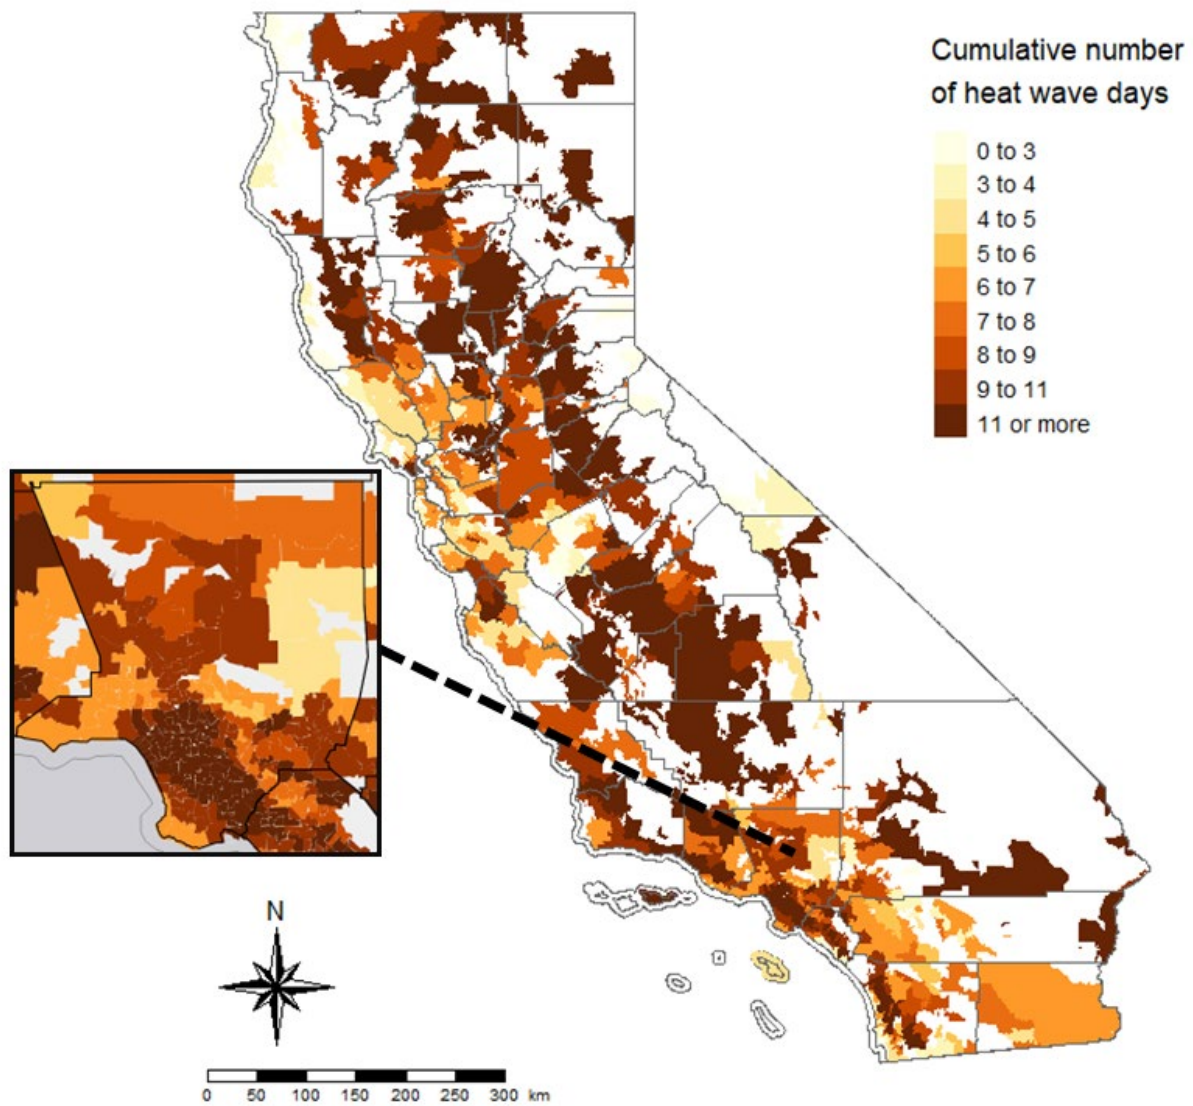 Cumulative number
of heat wave days
0 to 3
3 to 4
4 to 5
5 to 6
6 to 7
7 to 8
8 to 9
9 to 11
11 or more
N
0 50 100 150 200 250 300 km